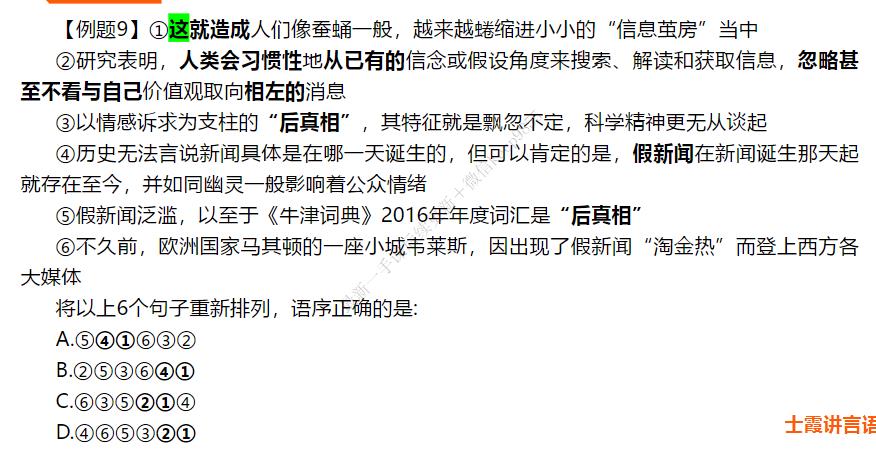 【例题9】①这就造成人们像蚕蛹一般，越来越蜷缩进小小的“信息茧房”当中
②研究表明，人类会习惯性地从已有的信念或假设角度来搜索、解读和获取信息，忽略甚
至不看与自己价值观取向相左的消息
③以情感诉求为支柱的“后真相”，其特征就是飘忽不定，科学精神更无从谈起
④历史无法言说新闻具体是在哪一天诞生的，但可以肯定的是，假新闻在新闻诞生那天起
就存在至今，并如同幽灵一般影响着公众情绪
⑤假新闻泛滥，以至于《牛津词典》2016年年度词汇是“后真相”
⑥不久前，欧洲国家马其顿的一座小城韦莱斯，因出现了假新闻“淘金热”而登上西方各
大媒体
将以上6个句子重新排列，语序正确的是:
A.⑤④①⑥③②
B.②⑤③⑥④①
C.⑥③⑤②①④
D.④⑥⑤③②①
士霞讲言语